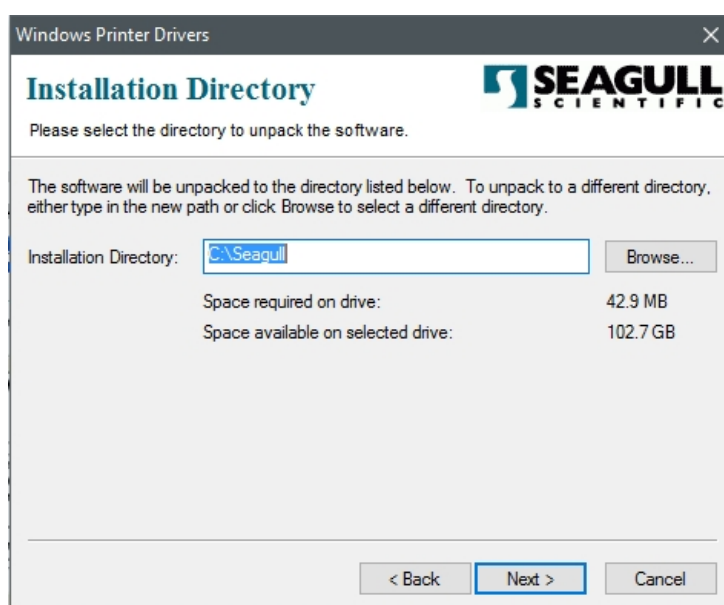 Windows Printer Drivers
Installation Directory
SEAGULL
SCIENTIFIC
Please select the directory to unpack the software.
The software will be unpacked to the directory listed below. To unpack to a different directory,
either type in the new path or click Browse to select a different directory.
Installation Directory: C:\Seagull Browse...
Space required on drive: 42.9 MB
Space available on selected drive: 102.7 GB
< Back Next > Cancel